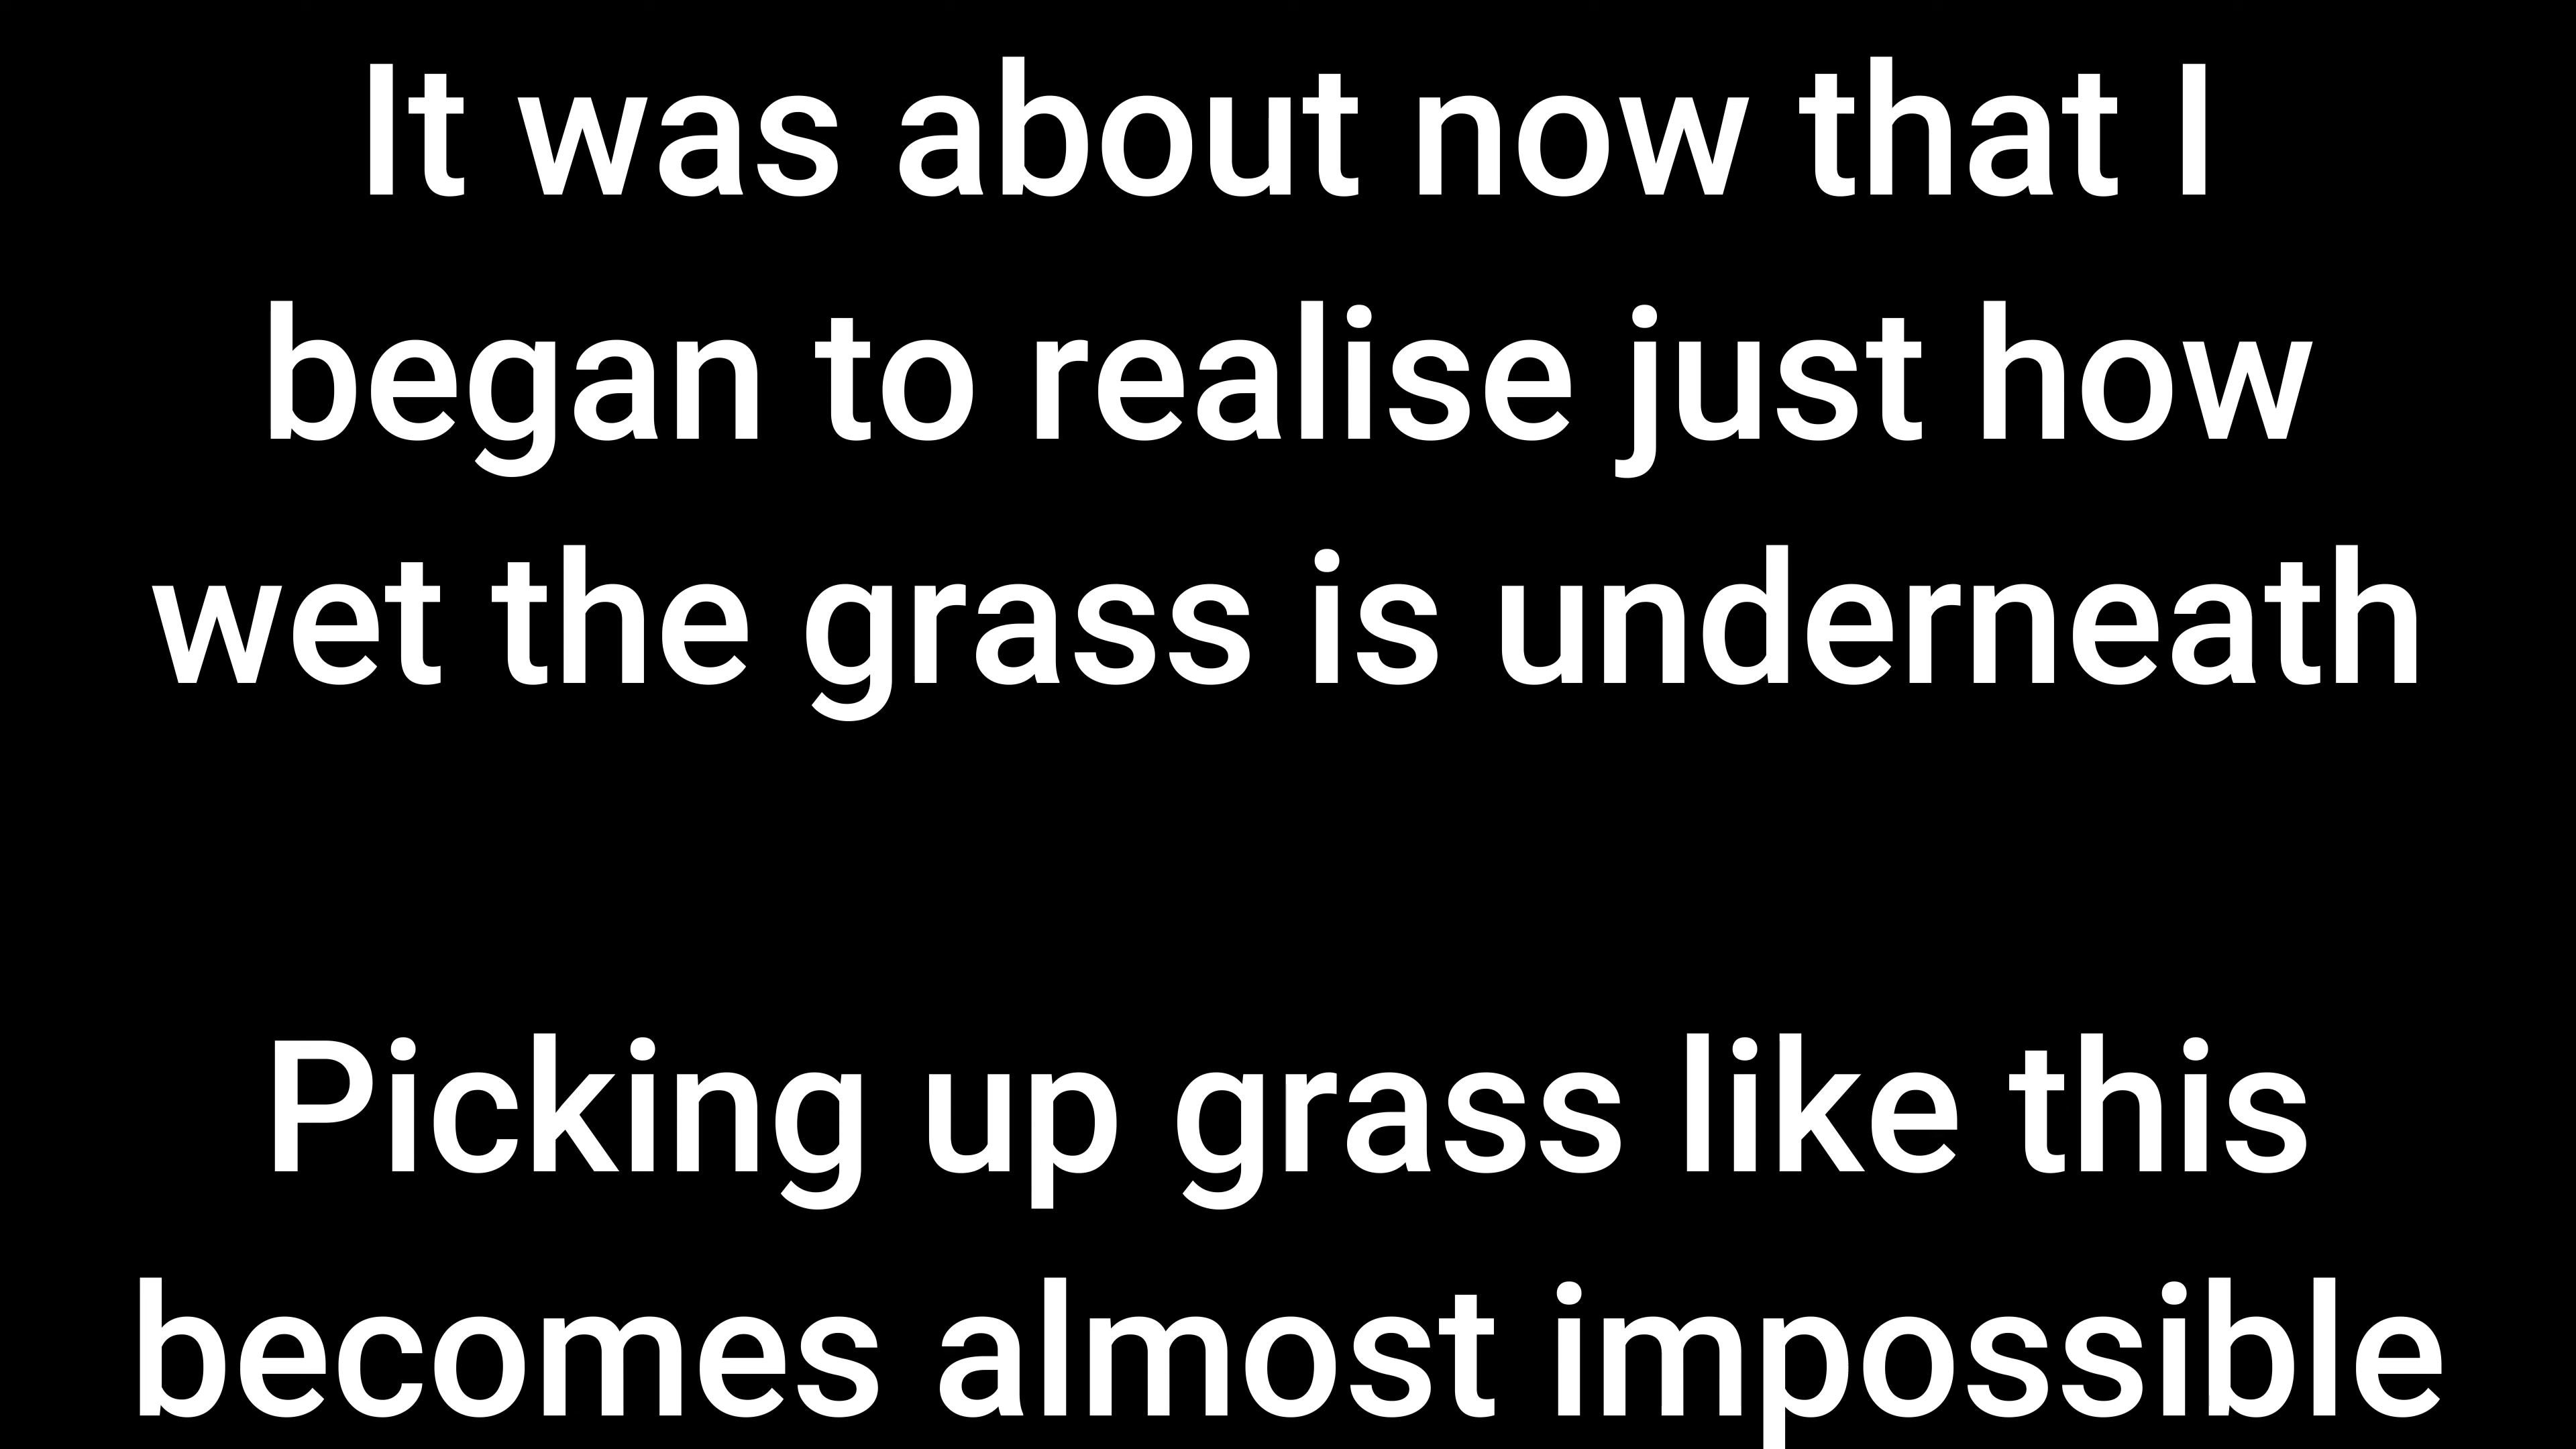 It was about now that I
began to realise just how
wet the grass is underneath
Picking up grass like this
becomes almost impossible